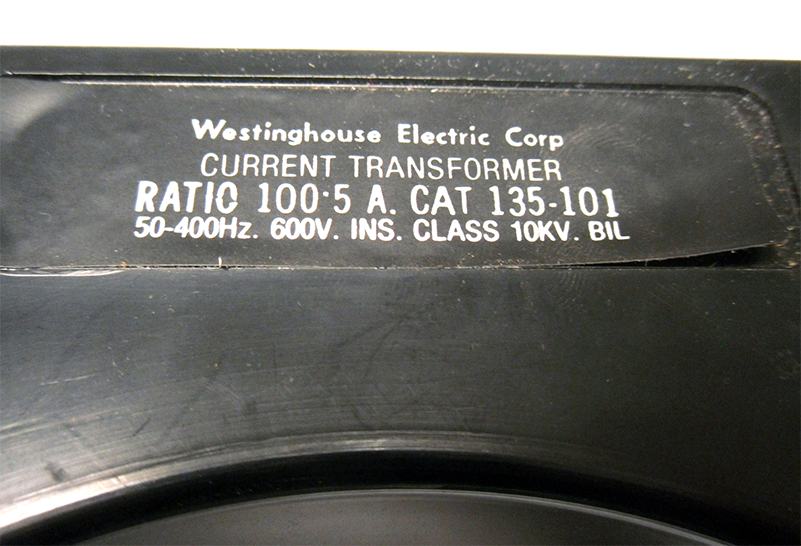 Westinghouse Electric Corp
CURRENT TRANSFORMER
RATIO 100·5 A. CAT 135-101
50-400Hz. 600V. INS. CLASS 10KV. BIL